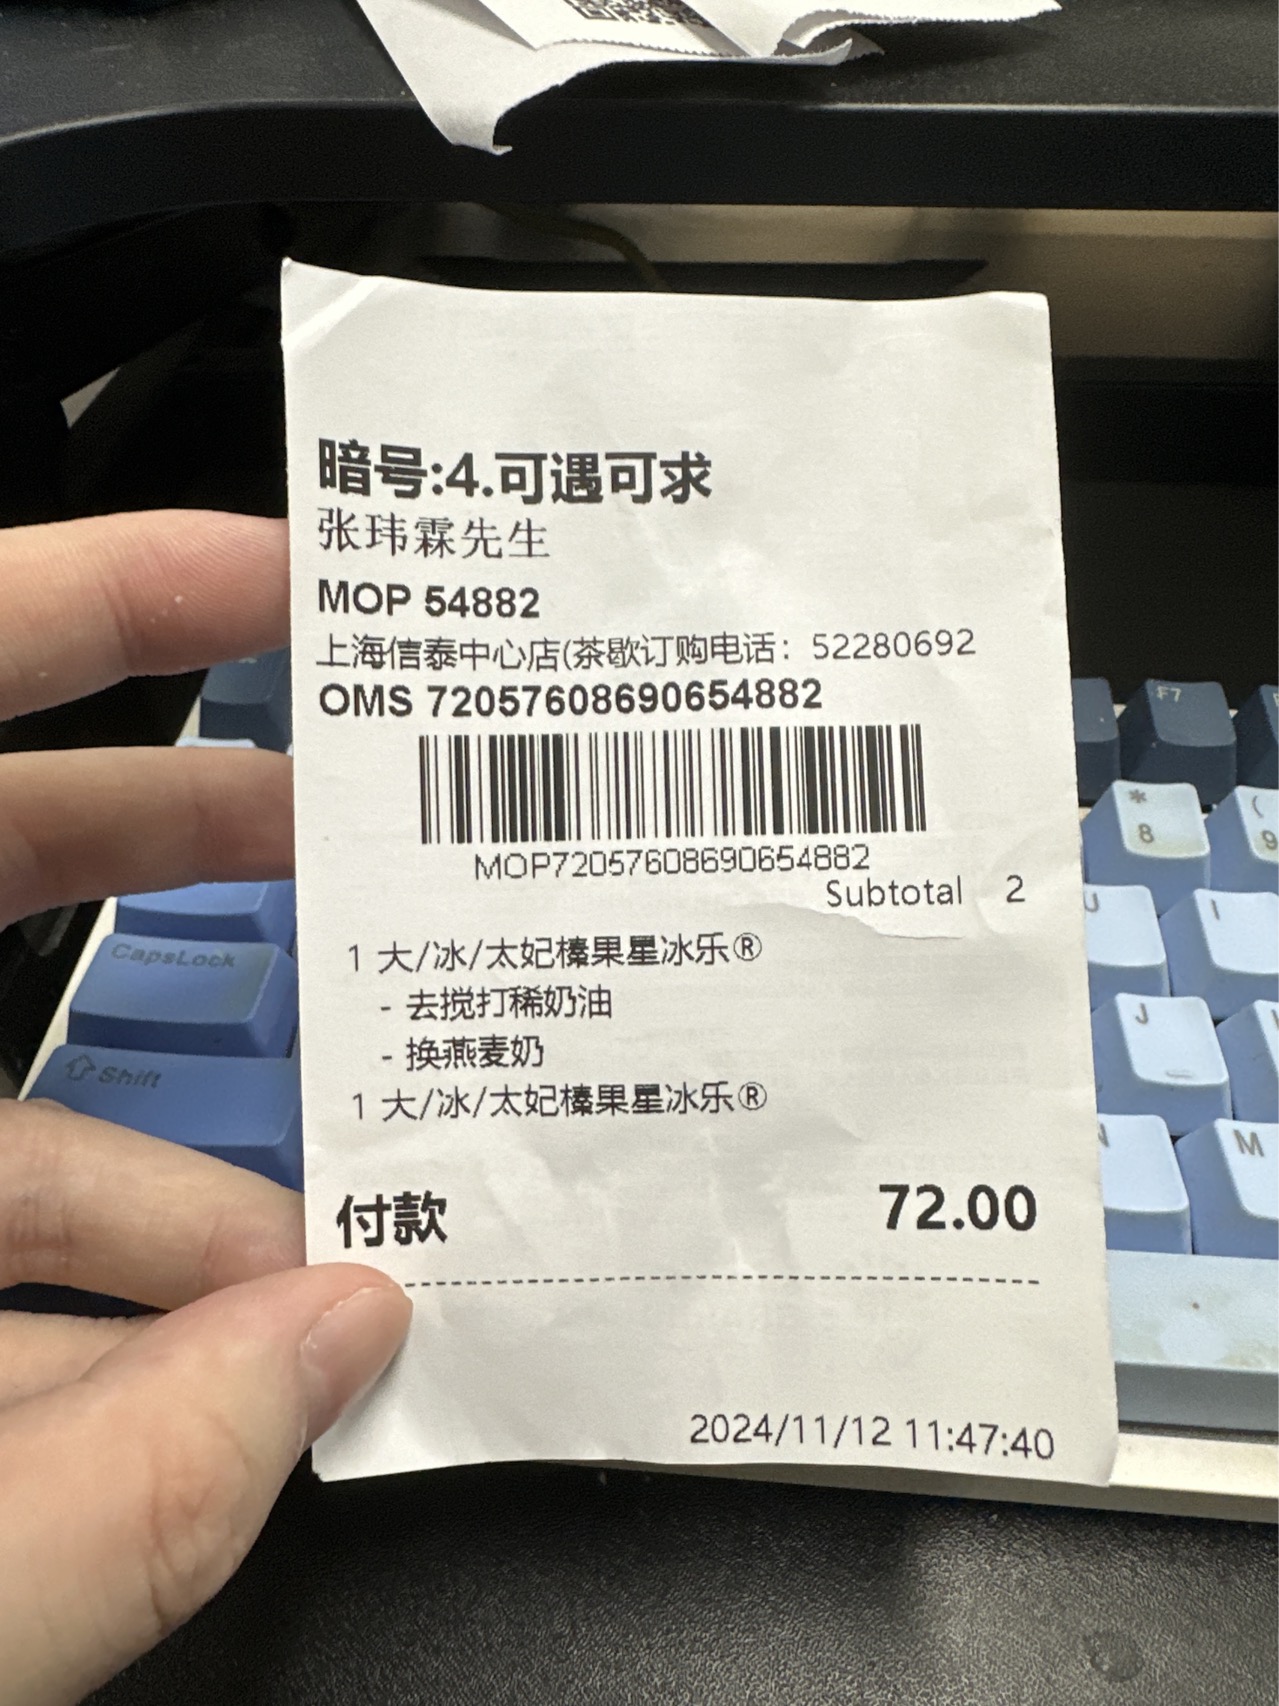 暗号:4.可遇可求
张玮霖先生
MOP 54882
上海信泰中心店(茶歇订购电话：52280692
OMS 72057608690654882
MOP72057608690654882
Subtotal 2
1 大/冰/太妃榛果星冰乐®
- 去搅打稀奶油
- 换燕麦奶
1 大/冰/太妃榛果星冰乐®
付款 72.00
2024/11/12 11:47:40
F7
*
8
(
9
U
I
CapsLock
J
Shift
N
M